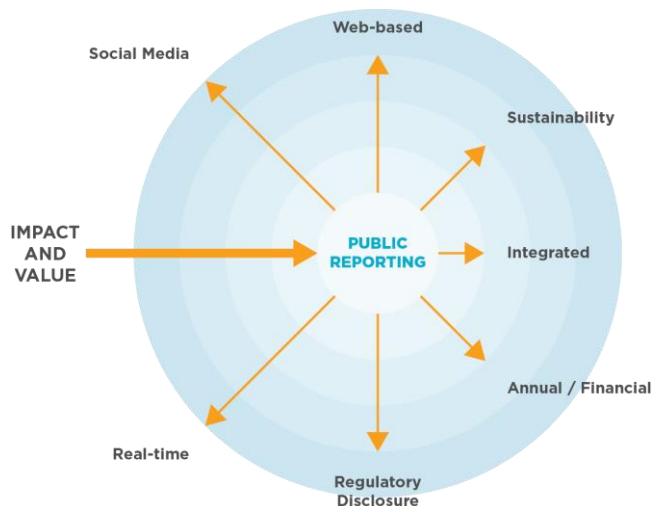 Web-based
Social Media
Sustainability
IMPACT
AND
VALUE
PUBLIC
REPORTING
Integrated
Annual / Financial
Real-time
Regulatory
Disclosure